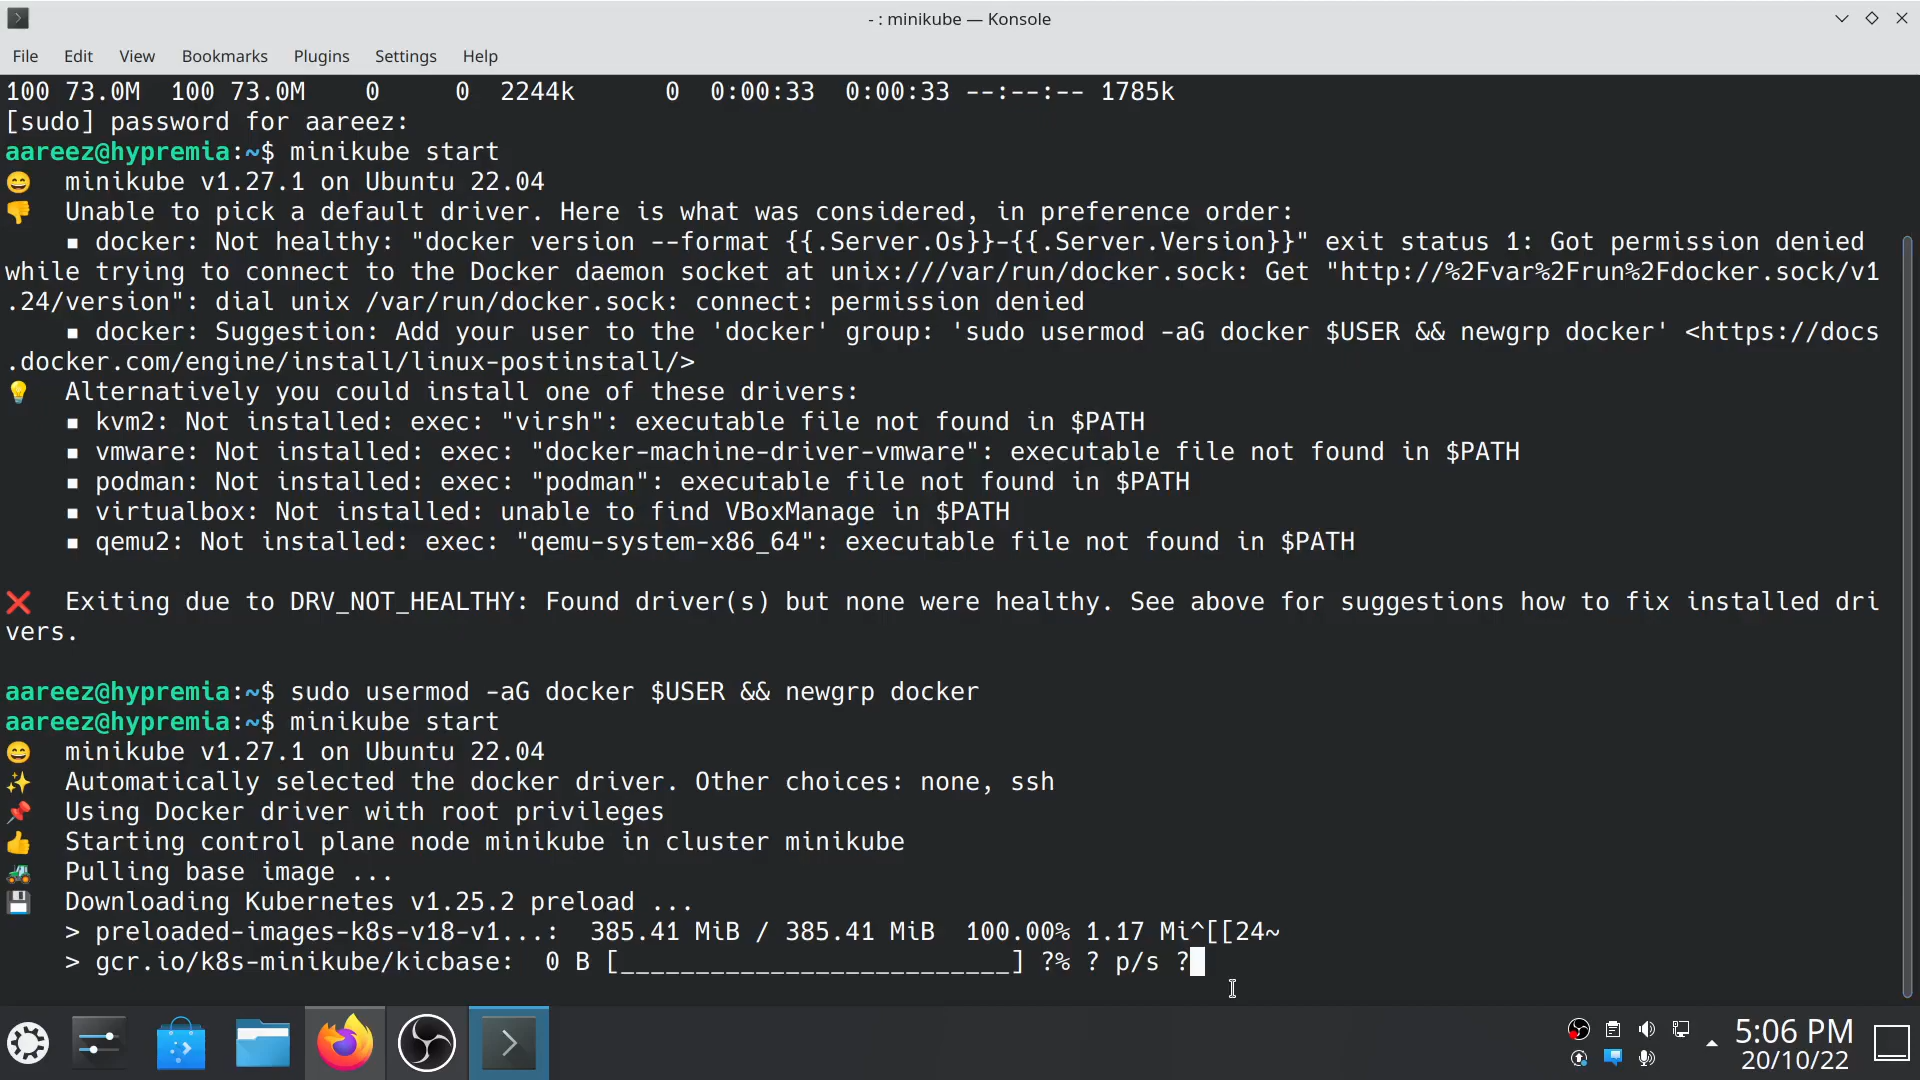 - : minikube — Konsole
File Edit View Bookmarks Plugins Settings Help
100 73.0M  100 73.0M    0      0  2244k      0  0:00:33  0:00:33 --:--:-- 1785k
[sudo] password for aareez:
aareez@hypremia:~$ minikube start
😄  minikube v1.27.1 on Ubuntu 22.04
👎  Unable to pick a default driver. Here is what was considered, in preference order:
    ▪ docker: Not healthy: "docker version --format {{.Server.Os}}-{{.Server.Version}}" exit status 1: Got permission denied
while trying to connect to the Docker daemon socket at unix:///var/run/docker.sock: Get "http://%2Fvar%2Frun%2Fdocker.sock/v1
.24/version": dial unix /var/run/docker.sock: connect: permission denied
    ▪ docker: Suggestion: Add your user to the 'docker' group: 'sudo usermod -aG docker $USER && newgrp docker' <https://docs
.docker.com/engine/install/linux-postinstall/>
💡  Alternatively you could install one of these drivers:
    ▪ kvm2: Not installed: exec: "virsh": executable file not found in $PATH
    ▪ vmware: Not installed: exec: "docker-machine-driver-vmware": executable file not found in $PATH
    ▪ podman: Not installed: exec: "podman": executable file not found in $PATH
    ▪ virtualbox: Not installed: unable to find VBoxManage in $PATH
    ▪ qemu2: Not installed: exec: "qemu-system-x86_64": executable file not found in $PATH
❌  Exiting due to DRV_NOT_HEALTHY: Found driver(s) but none were healthy. See above for suggestions how to fix installed dri
vers.
aareez@hypremia:~$ sudo usermod -aG docker $USER && newgrp docker
aareez@hypremia:~$ minikube start
😄  minikube v1.27.1 on Ubuntu 22.04
✨  Automatically selected the docker driver. Other choices: none, ssh
📌  Using Docker driver with root privileges
👍  Starting control plane node minikube in cluster minikube
🚜  Pulling base image ...
💾  Downloading Kubernetes v1.25.2 preload ...
    > preloaded-images-k8s-v18-v1...:  385.41 MiB / 385.41 MiB  100.00% 1.17 Mi^[[24~
    > gcr.io/k8s-minikube/kicbase:  0 B [__________________________] ?% ? p/s ?
5:06 PM
20/10/22